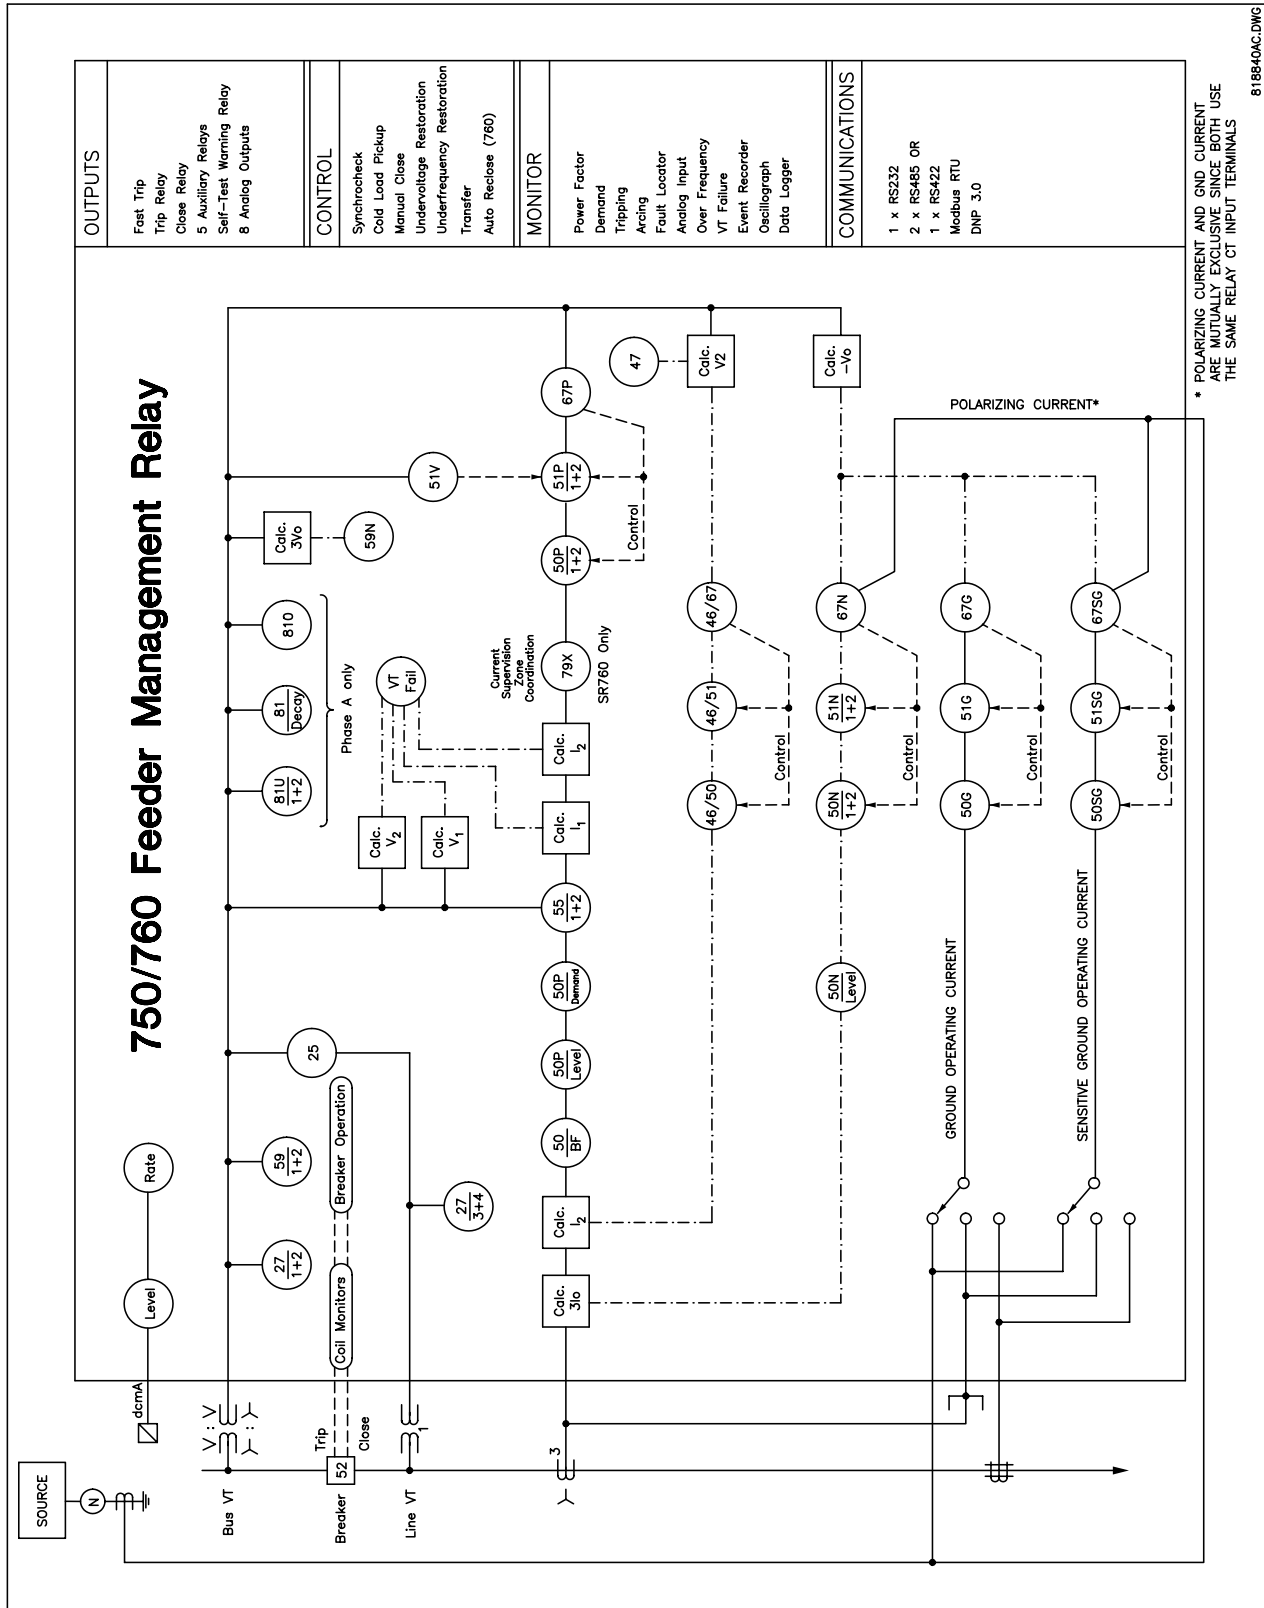 750/760 Feeder Management Relay
SOURCE
N
dcmA
Level
Rate
Bus VT
V : V
27
1+2
59
1+2
25
81U
1+2
81
Decay
810
Phase A only
Calc.
3Vo
59N
51V
Breaker
52
Trip
Close
Coil Monitors
Breaker Operation
Line VT
1
27
3+4
Calc.
V2
Calc.
V1
VT
Fail
3
Calc.
3Io
Calc.
I2
50
BF
50P
Level
50P
Demand
55
1+2
Calc.
I1
Calc.
I2
Current
Supervision
Zone
Coordination
79X
SR760 Only
50P
1+2
51P
1+2
67P
Control
46/50
46/51
46/67
Control
47
Calc.
V2
50N
Level
50N
1+2
51N
1+2
67N
Control
Calc.
-Vo
POLARIZING CURRENT*
GROUND OPERATING CURRENT
50G
51G
67G
Control
SENSITIVE GROUND OPERATING CURRENT
50SG
51SG
67SG
Control
OUTPUTS
Fast Trip
Trip Relay
Close Relay
5 Auxiliary Relays
Self-Test Warning Relay
8 Analog Outputs
CONTROL
Synchrocheck
Cold Load Pickup
Manual Close
Undervoltage Restoration
Underfrequency Restoration
Transfer
Auto Reclose (760)
MONITOR
Power Factor
Demand
Tripping
Arcing
Fault Locator
Analog Input
Over Frequency
VT Failure
Event Recorder
Oscillograph
Data Logger
COMMUNICATIONS
1 x RS232
2 x RS485 OR
1 x RS422
Modbus RTU
DNP 3.0
* POLARIZING CURRENT AND GND CURRENT
ARE MUTUALLY EXCLUSIVE SINCE BOTH USE
THE SAME RELAY CT INPUT TERMINALS
818840AC.DWG